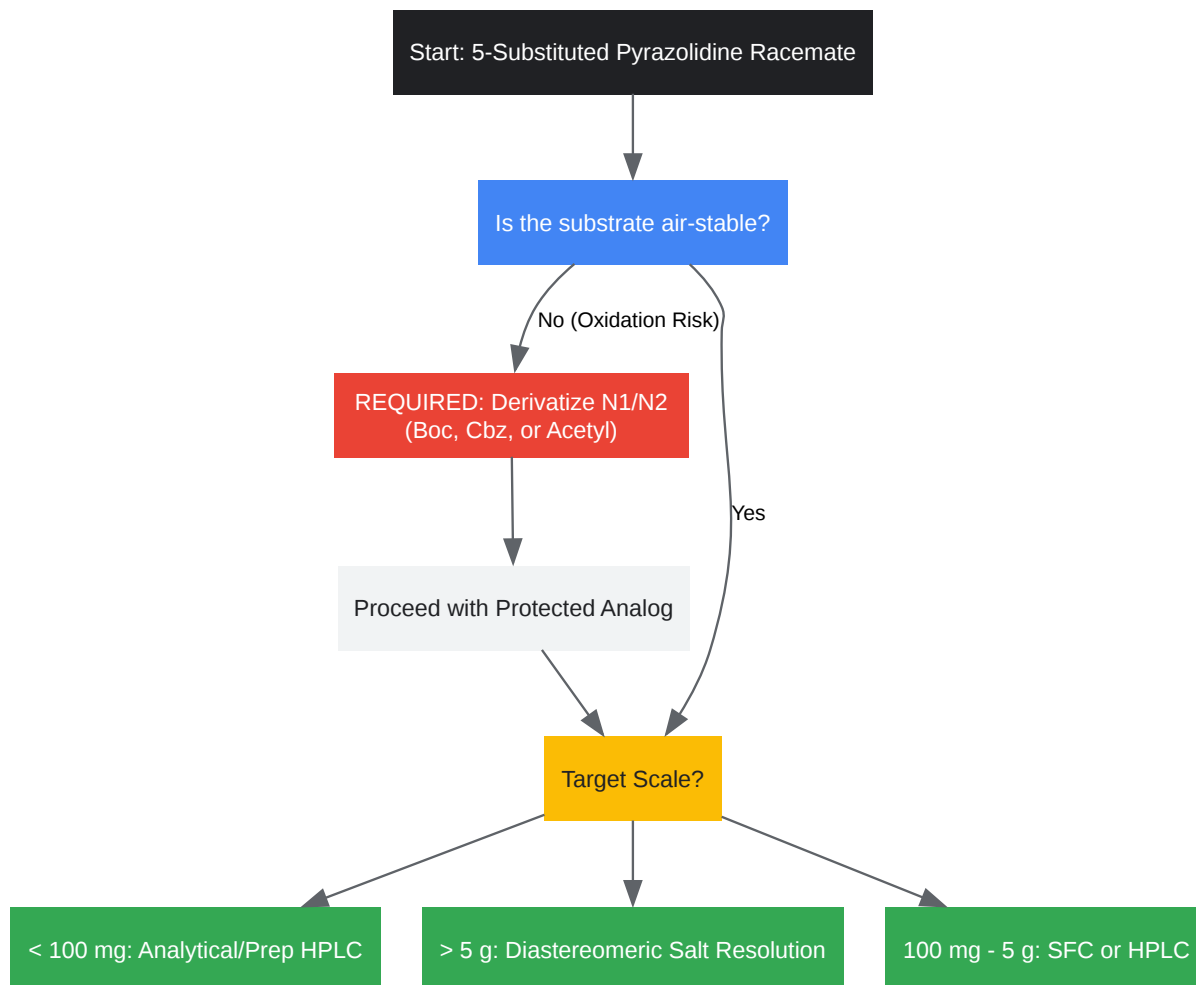 Start: 5-Substituted Pyrazolidine Racemate
Is the substrate air-stable?
No (Oxidation Risk)
REQUIRED: Derivatize N1/N2
(Boc, Cbz, or Acetyl)
Yes
Proceed with Protected Analog
Target Scale?
< 100 mg: Analytical/Prep HPLC
> 5 g: Diastereomeric Salt Resolution
100 mg - 5 g: SFC or HPLC